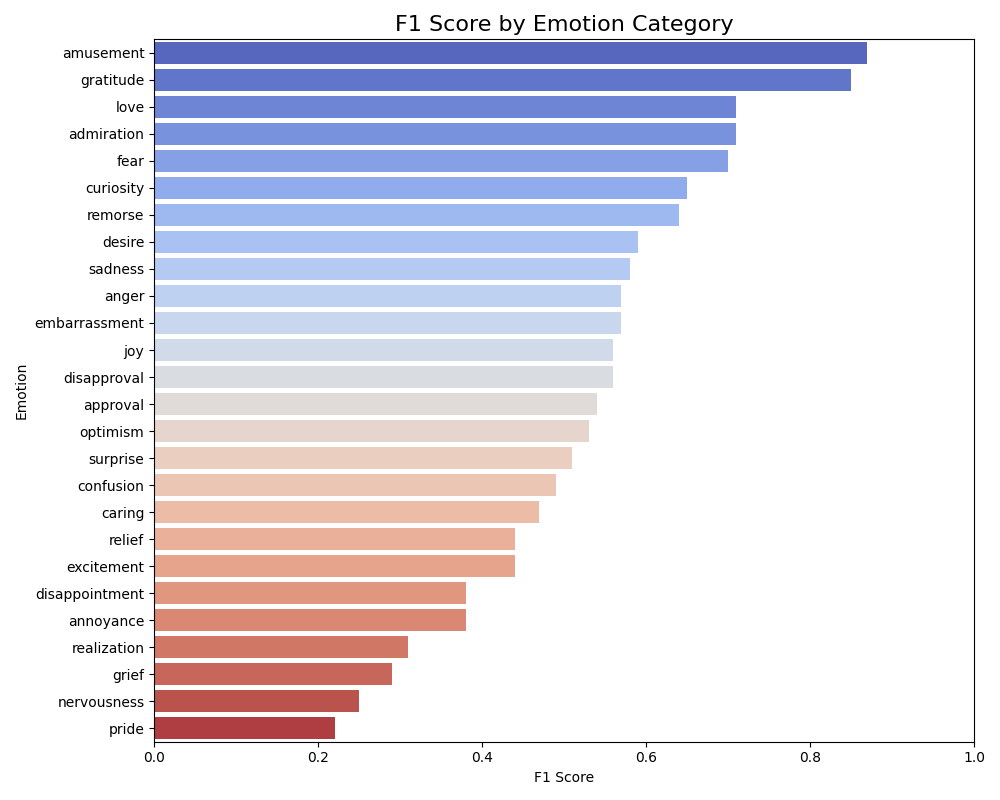 F1 Score by Emotion Category
amusement
gratitude
love
admiration
fear
curiosity
remorse
desire
sadness
anger
embarrassment
joy
disapproval
approval
optimism
surprise
confusion
caring
relief
excitement
disappointment
annoyance
realization
grief
nervousness
pride
Emotion
0.0 0.2 0.4 0.6 0.8 1.0
F1 Score